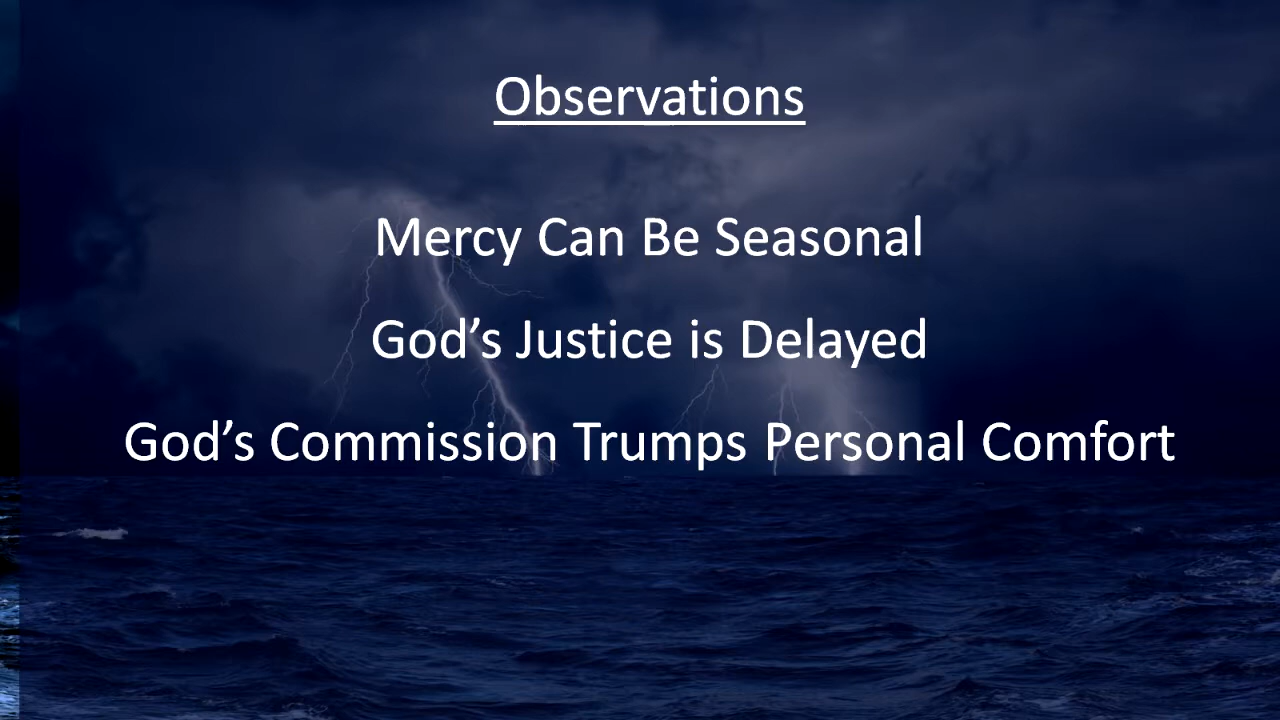 Observations
Mercy Can Be Seasonal
God’s Justice is Delayed
God’s Commission Trumps Personal Comfort